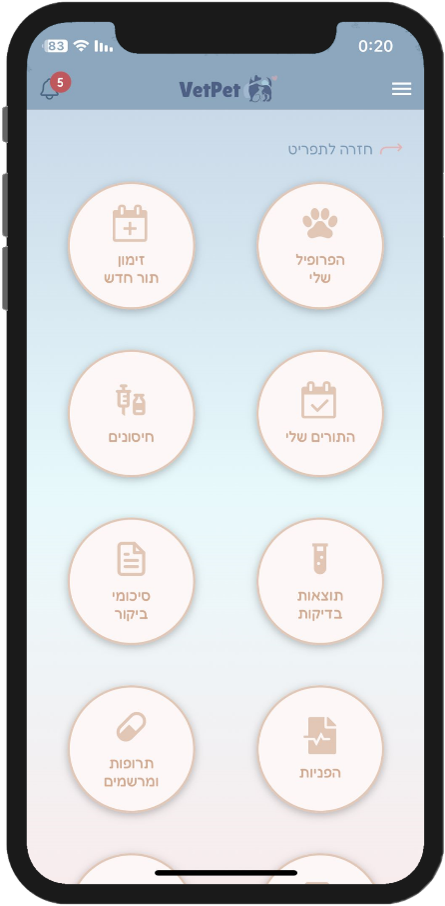 0:20
83
5
VetPet
חזרה לתפריט
הפרופיל
שלי
זימון
תור חדש
התורים שלי
חיסונים
תוצאות
בדיקות
סיכומי
ביקור
הפניות
תרופות
ומרשמים